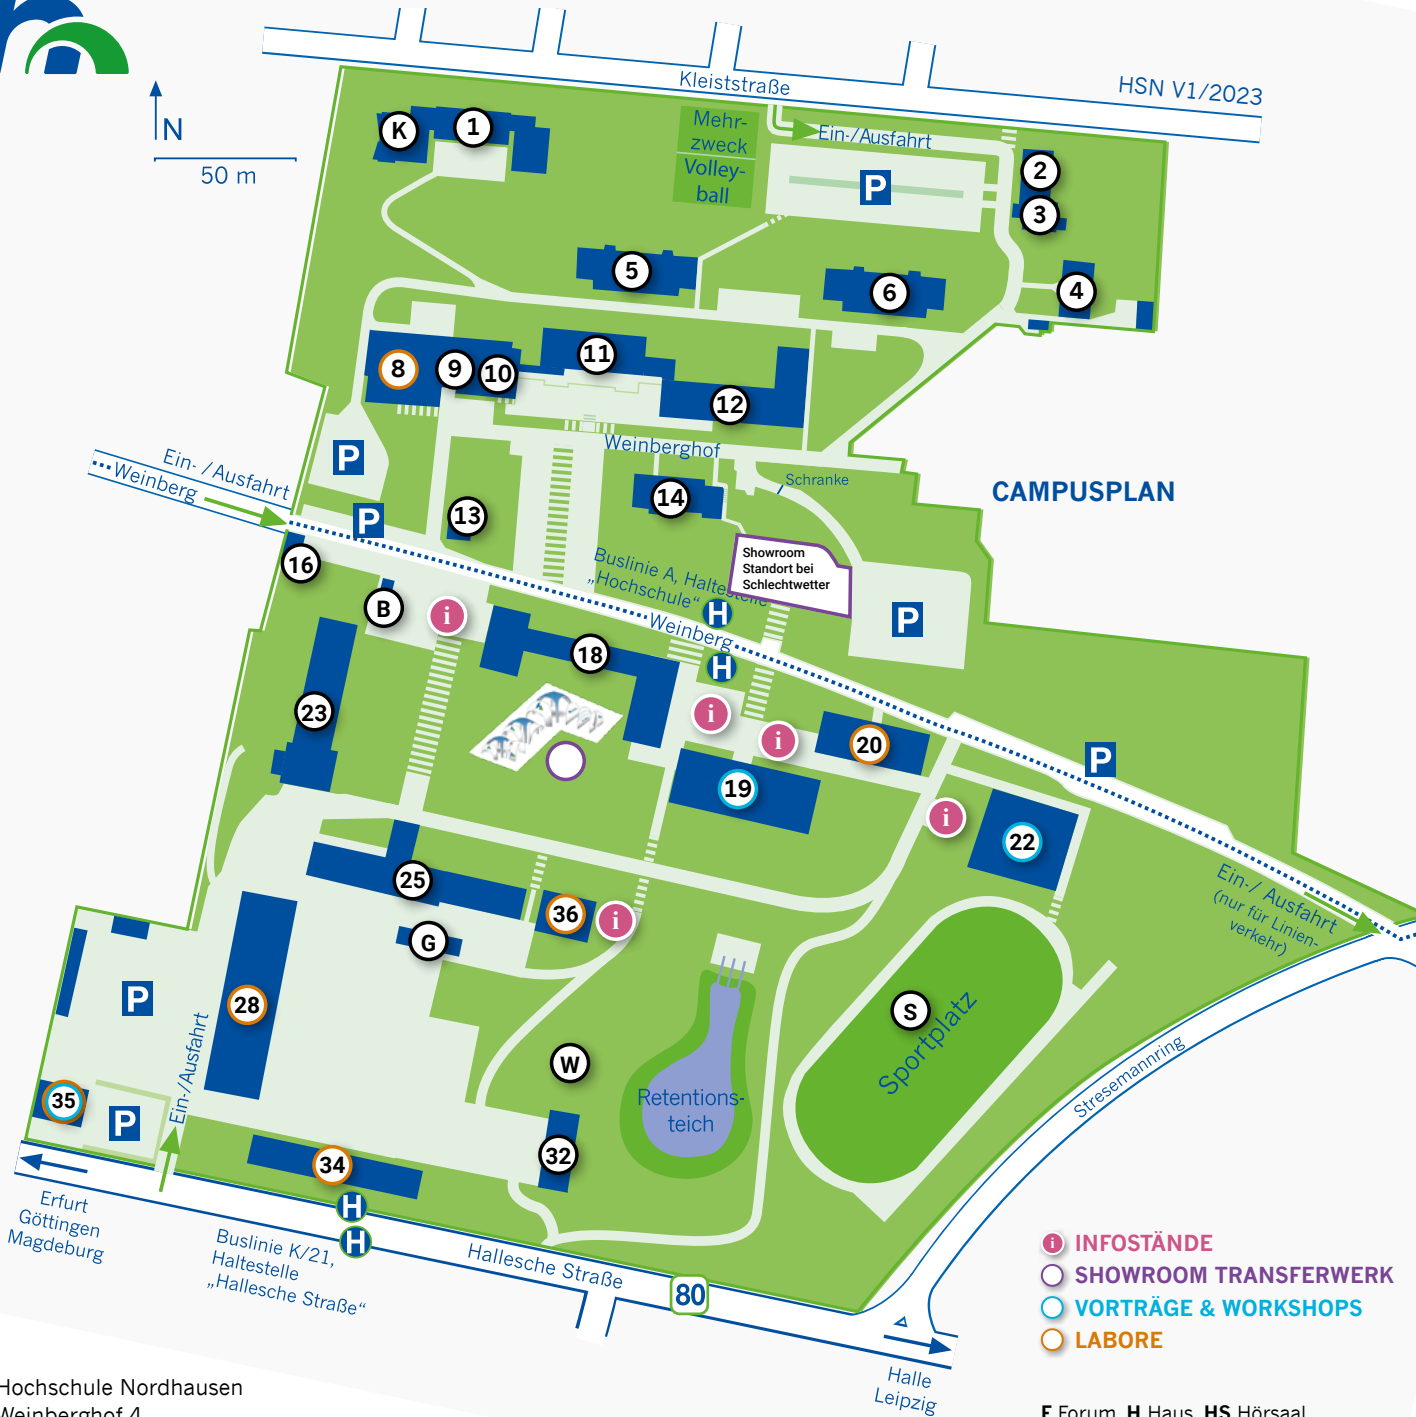 Kleiststraße
HSN V1/2023
N
50 m
K
1
Mehr-
zweck
Volley-
ball
Ein-/Ausfahrt
P
2
3
4
5
6
8
9
10
11
12
Weinberghof
P
Ein- / Ausfahrt
Weinberg
P
13
14
Schranke
CAMPUSPLAN
16
B
i
Buslinie A, Haltestelle
„Hochschule“
H
Showroom
Standort bei
Schlechtwetter
P
Weinberg
H
18
23
i
i
20
19
P
i
22
Ein-/ Ausfahrt
(nur für Linien-
verkehr)
25
36
i
G
P
28
Ein-/Ausfahrt
S
Sportplatz
W
Retentions-
teich
35
P
32
34
H
H
Stresemannring
Erfurt
Göttingen
Magdeburg
Buslinie K/21,
Haltestelle
„Hallesche Straße“
Hallesche Straße
80
Halle
Leipzig
i INFOSTÄNDE
SHOWROOM TRANSFERWERK
VORTRÄGE & WORKSHOPS
LABORE
Hochschule Nordhausen
Weinberghof 4
F Forum H Haus HS Hörsaal